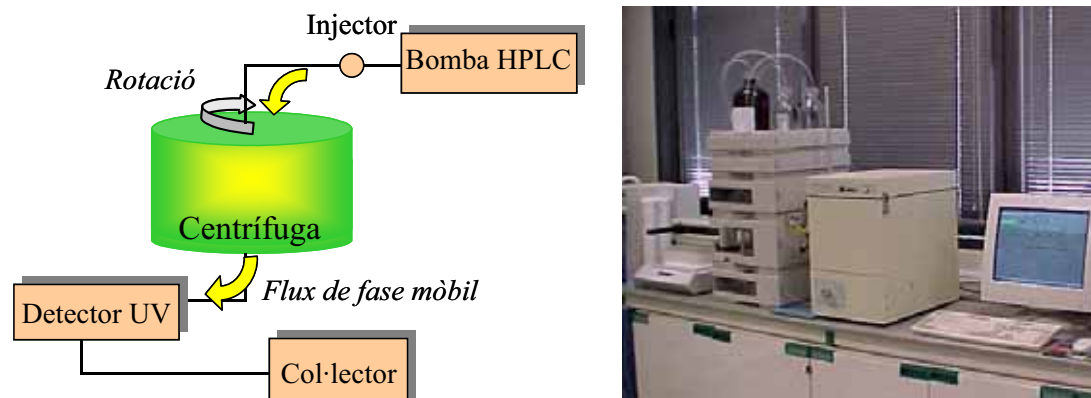 Injector
Bomba HPLC
Rotació
Centrífuga
Flux de fase mòbil
Detector UV
Col·lector